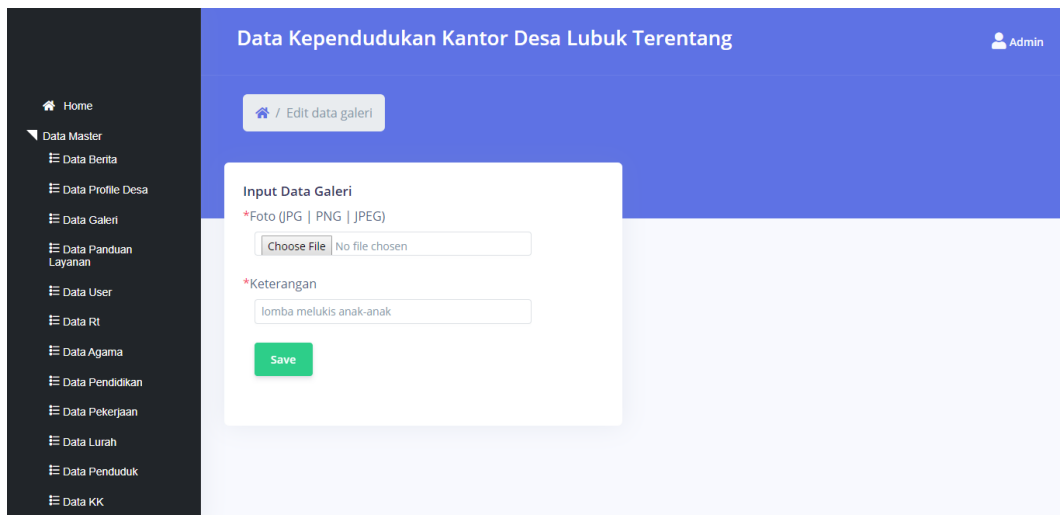 Data Kependudukan Kantor Desa Lubuk Terentang
Admin
Home
/ Edit data galeri
Data Master
Data Berita
Data Profile Desa
Data Galeri
Data Panduan
Layanan
Data User
Data Rt
Data Agama
Data Pendidikan
Data Pekerjaan
Data Lurah
Data Penduduk
Data KK
Input Data Galeri
*Foto (JPG | PNG | JPEG)
Choose File No file chosen
*Keterangan
lomba melukis anak-anak
Save